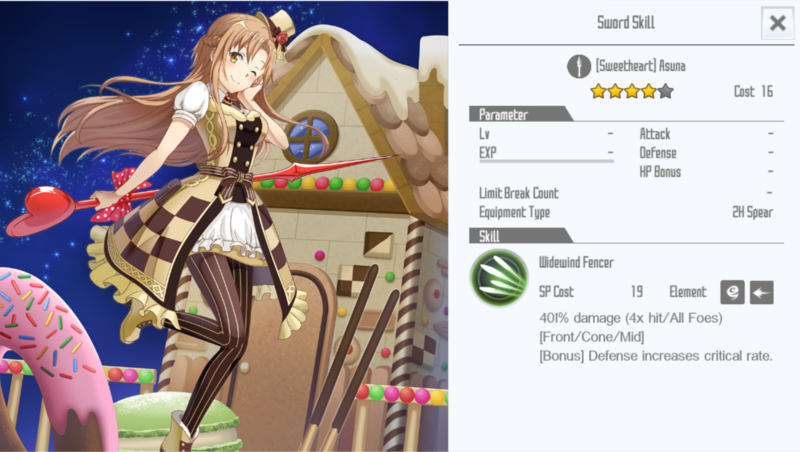 Sword Skill
[Sweetheart] Asuna
Cost 16
Parameter
Lv - Attack -
EXP - Defense -
HP Bonus -
Limit Break Count -
Equipment Type 2H Spear
Skill
Widewind Fencer
SP Cost 19 Element
401% damage (4x hit/All Foes)
[Front/Cone/Mid]
[Bonus] Defense increases critical rate.